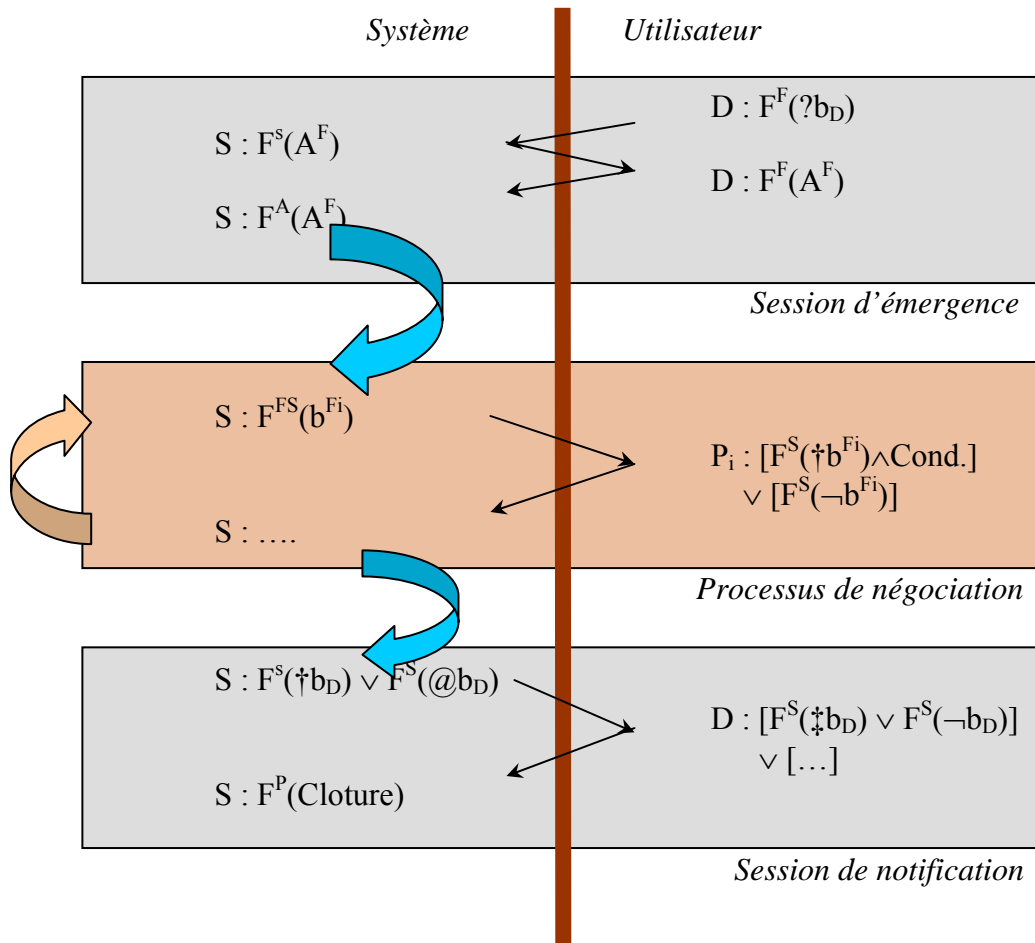 Système
Utilisateur
D : F^F(?b_D)
S : F^s(A^F)
D : F^F(A^F)
S : F^A(A^F)
Session d’émergence
S : F^FS(b^Fi)
P_i : [F^S(†b^Fi)∧Cond.]
∨ [F^S(¬b^Fi)]
S : ….
Processus de négociation
S : F^s(†b_D) ∨ F^S(@b_D)
D : [F^S(‡b_D) ∨ F^S(¬b_D)]
∨ […]
S : F^P(Cloture)
Session de notification